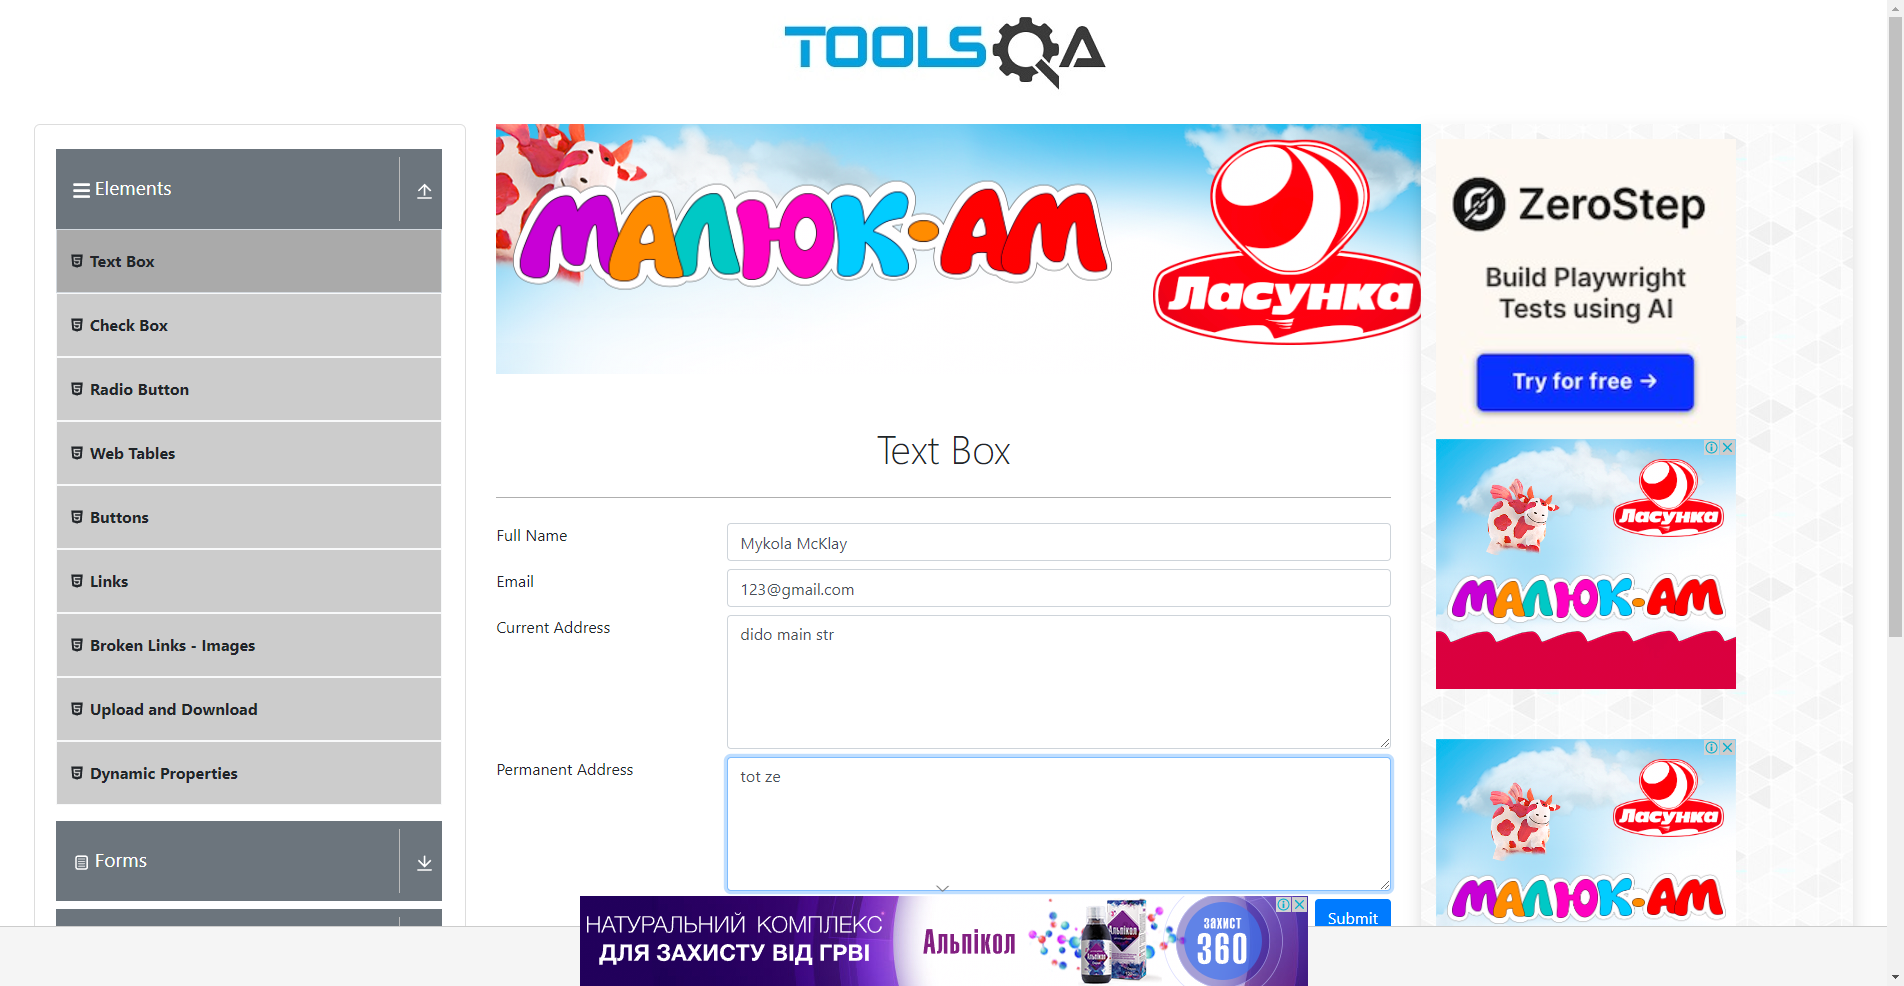 TOOLSQA
Elements
Text Box
Check Box
Radio Button
Web Tables
Buttons
Links
Broken Links - Images
Upload and Download
Dynamic Properties
Forms
МАЛЮК-АМ
Ласунка
Text Box
Full Name
Mykola McKlay
Email
123@gmail.com
Current Address
dido main str
Permanent Address
tot ze
Submit
ZeroStep
Build Playwright
Tests using AI
Try for free →
Ласунка
МАЛЮК-АМ
Ласунка
МАЛЮК-АМ
НАТУРАЛЬНИЙ КОМПЛЕКС*
ДЛЯ ЗАХИСТУ ВІД ГРВІ
Альпікол
Альпікол
Альпікол
ЗАХИСТ
360